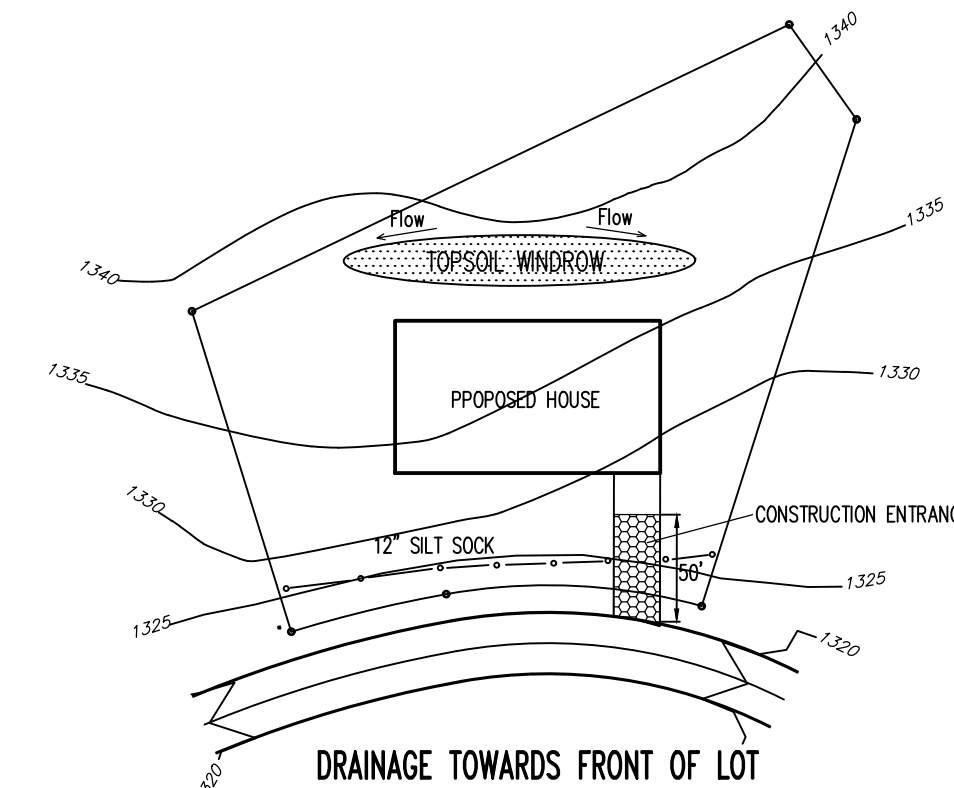 1340
1335
Flow
Flow
TOPSOIL WINDROW
1340
1335
1330
PPOPOSED HOUSE
1330
CONSTRUCTION ENTRANC
12" SILT SOCK
50'
1325
1325
1320
DRAINAGE TOWARDS FRONT OF LOT
320